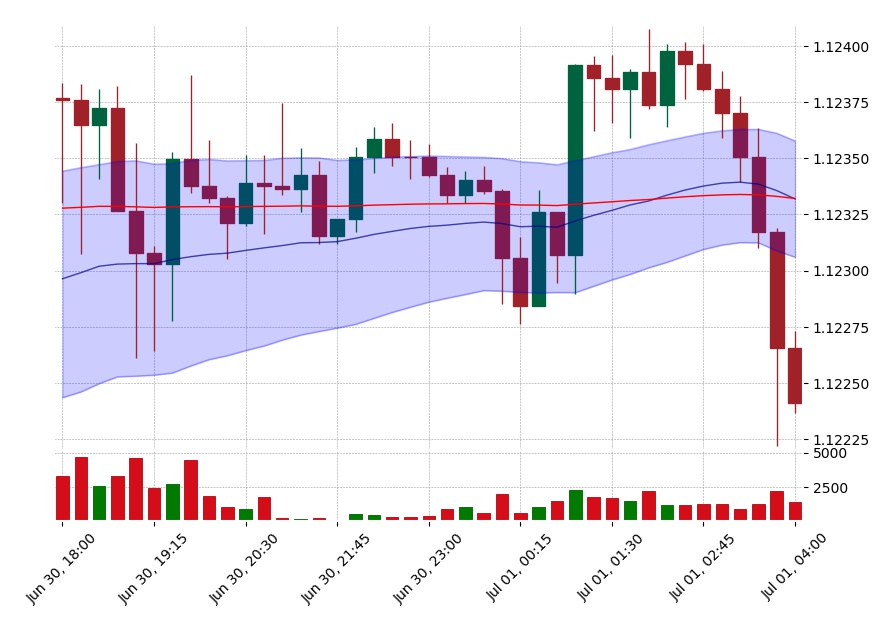 1.12400
1.12375
1.12350
1.12325
1.12300
1.12275
1.12250
1.12225
5000
2500
Jun 30, 18:00
Jun 30, 19:15
Jun 30, 20:30
Jun 30, 21:45
Jun 30, 23:00
Jul 01, 00:15
Jul 01, 01:30
Jul 01, 02:45
Jul 01, 04:00